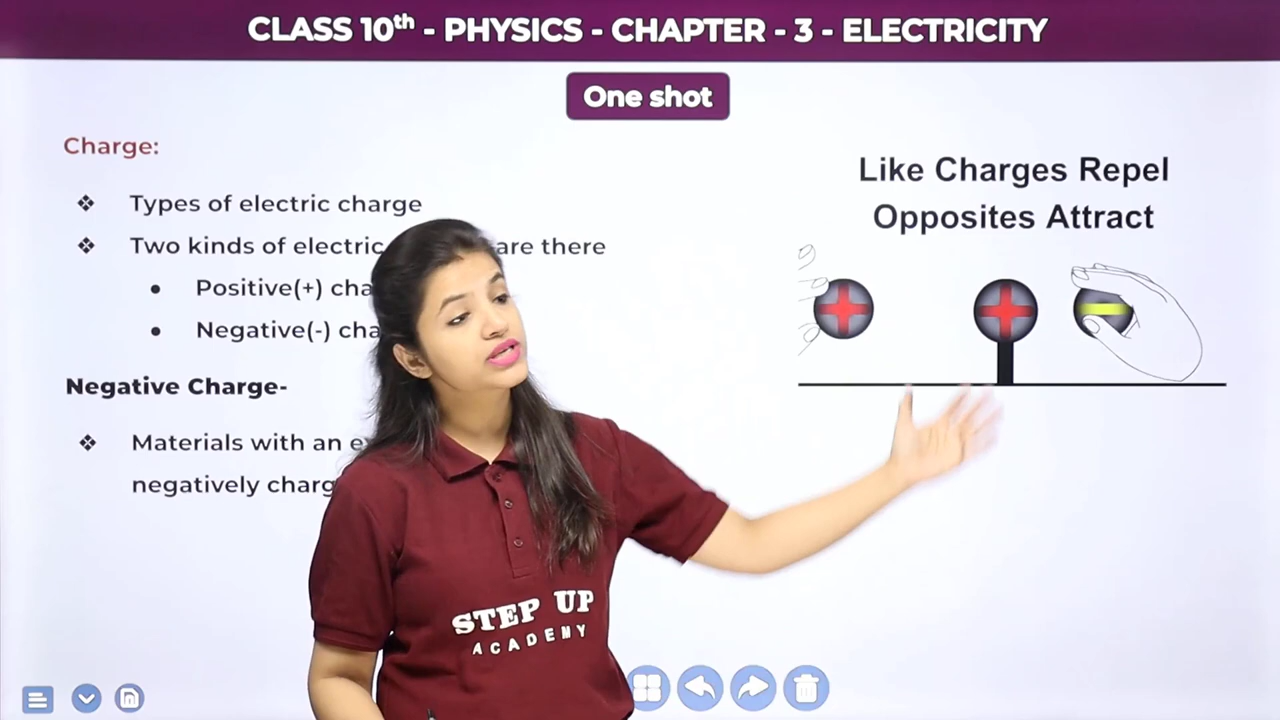 CLASS 10th - PHYSICS - CHAPTER - 3 - ELECTRICITY
One shot
Charge:
❖ Types of electric charge
❖ Two kinds of electric are there
• Positive(+)
• Negative(-)
Negative Charge-
❖ Materials with an
negatively
Like Charges Repel
Opposites Attract
STEP UP
ACADEMY